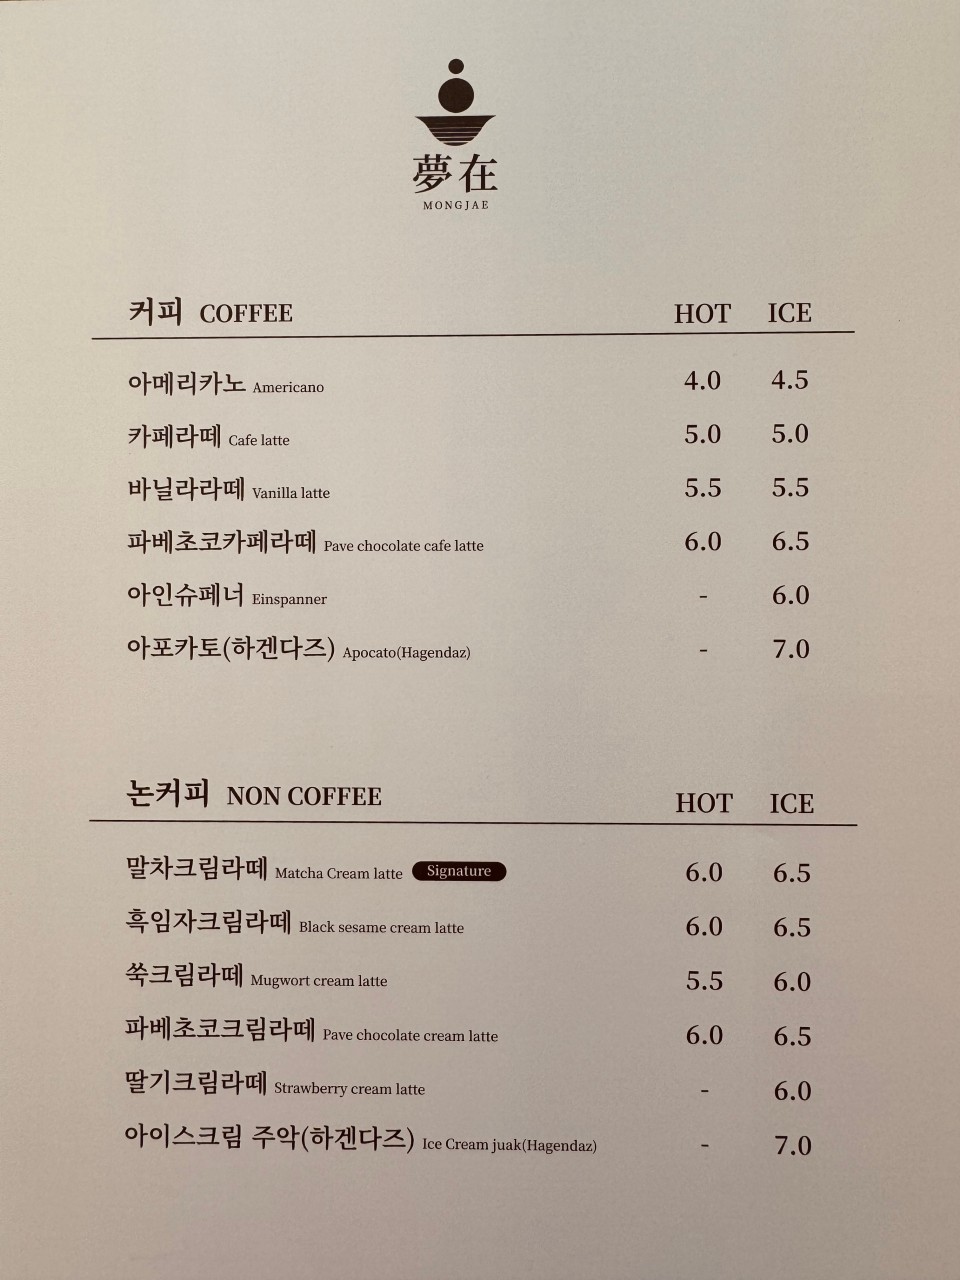 夢在
MONGJAE
커피 COFFEE HOT ICE
아메리카노 Americano 4.0 4.5
카페라떼 Cafe latte 5.0 5.0
바닐라라떼 Vanilla latte 5.5 5.5
파베초코카페라떼 Pave chocolate cafe latte 6.0 6.5
아인슈페너 Einspanner - 6.0
아포카토(하겐다즈) Apocato(Hagendaz) - 7.0
논커피 NON COFFEE HOT ICE
말차크림라떼 Matcha Cream latte Signature 6.0 6.5
흑임자크림라떼 Black sesame cream latte 6.0 6.5
쑥크림라떼 Mugwort cream latte 5.5 6.0
파베초코크림라떼 Pave chocolate cream latte 6.0 6.5
딸기크림라떼 Strawberry cream latte - 6.0
아이스크림 주악(하겐다즈) Ice Cream juak(Hagendaz) - 7.0